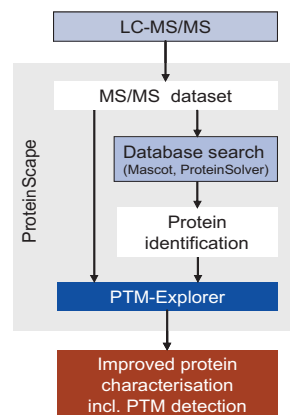 LC-MS/MS
MS/MS dataset
Database search
(Mascot, ProteinSolver)
ProteinScape
Protein
identification
PTM-Explorer
Improved protein
characterisation
incl. PTM detection